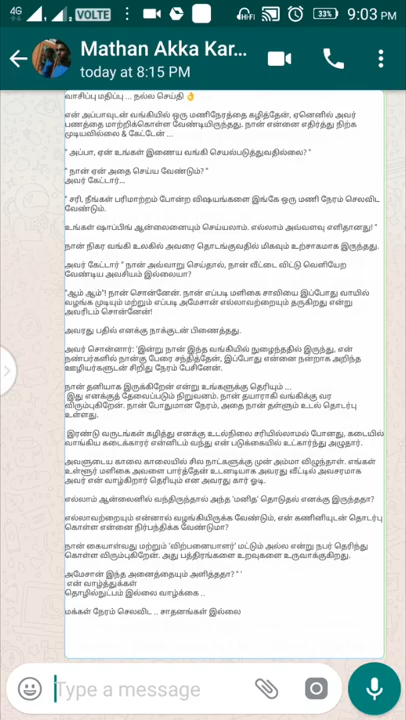 4G
VOLTE
33%
9:03 PM
Mathan Akka Kar...
today at 8:15 PM
வாசிப்பு மதிப்பு ... நல்ல செய்தி 👌
என் அப்பாவுடன் வங்கியில் ஒரு மணிநேரத்தை கழித்தேன், ஏனெனில் அவர்
பணத்தை மாற்றிக்கொள்ள வேண்டியிருந்தது. நான் என்னை எதிர்த்து நிற்க
முடியவில்லை & கேட்டேன் ...
" அப்பா, ஏன் உங்கள் இணைய வங்கி செயல்படுத்துவதில்லை? "
" நான் ஏன் அதை செய்ய வேண்டும்? "
அவர் கேட்டார்...
" சரி, நீங்கள் பரிமாற்றம் போன்ற விஷயங்களை இங்கே ஒரு மணி நேரம் செலவிட
வேண்டும்.
உங்கள் ஷாப்பிங் ஆன்லைனையும் செய்யலாம். எல்லாம் அவ்வளவு எளிதானது! "
நான் நிகர வங்கி உலகில் அவரை தொடங்குவதில் மிகவும் உற்சாகமாக இருந்தது.
அவர் கேட்டார் " நான் அவ்வாறு செய்தால், நான் வீட்டை விட்டு வெளியேற
வேண்டிய அவசியம் இல்லையா?
"ஆம் ஆம்"! நான் சொன்னேன். நான் எப்படி மளிகை சாவியை இப்போது வாயில்
வழங்க முடியும் மற்றும் எப்படி அமேசான் எல்லாவற்றையும் தருகிறது என்று
அவரிடம் சொன்னேன்!
அவரது பதில் எனக்கு நாக்குடன் பிணைத்தது.
அவர் சொன்னார்: 'இன்று நான் இந்த வங்கியில் நுழைந்ததில் இருந்து, என்
நண்பர்களில் நான்கு பேரை சந்தித்தேன், இப்போது என்னை நன்றாக அறிந்த
ஊழியர்களுடன் சிறிது நேரம் பேசினேன்.
நான் தனியாக இருக்கிறேன் என்று உங்களுக்கு தெரியும் ...
இது எனக்குத் தேவைப்படும் நிறுவனம். நான் தயாராகி வங்கிக்கு வர
விரும்புகிறேன். நான் போதுமான நேரம், அதை நான் தள்ளும் உடல் தொடர்பு
உள்ளது.
இரண்டு வருடங்கள் கழித்து எனக்கு உடல்நிலை சரியில்லாமல் போனது, கடையில்
வாங்கிய கடைக்காரர் என்னிடம் வந்து என் படுக்கையில் உட்கார்ந்து அழுதார்.
அவளுடைய காலை காலையில் சில நாட்களுக்கு முன் அம்மா விழுந்தாள். எங்கள்
உள்ளூர் மளிகை அவளை பார்த்தேன் உடனடியாக அவரது வீட்டில் அவசரமாக
அவர் என் வாழ்கிறார் தெரியும் என அவரது கார் ஓடி.
எல்லாம் ஆன்லைனில் வந்திருந்தால் அந்த 'மனித' தொடுதல் எனக்கு இருந்ததா?
எல்லாவற்றையும் என்னால் வழங்கியிருக்க வேண்டும், என் கணினியுடன் தொடர்பு
கொள்ள என்னை நிர்பந்திக்க வேண்டுமா?
நான் கையாள்வது மற்றும் 'விற்பனையாளர்' மட்டும் அல்ல என்று நபர் தெரிந்து
கொள்ள விரும்புகிறேன். அது பத்திரங்களை உறவுகளை உருவாக்குகிறது.
அமேசான் இந்த அனைத்தையும் அளித்ததா? " '
என் வாழ்த்துக்கள்
தொழில்நுட்பம் இல்லை வாழ்க்கை ..
மக்கள் நேரம் செலவிட .. சாதனங்கள் இல்லை
Type a message